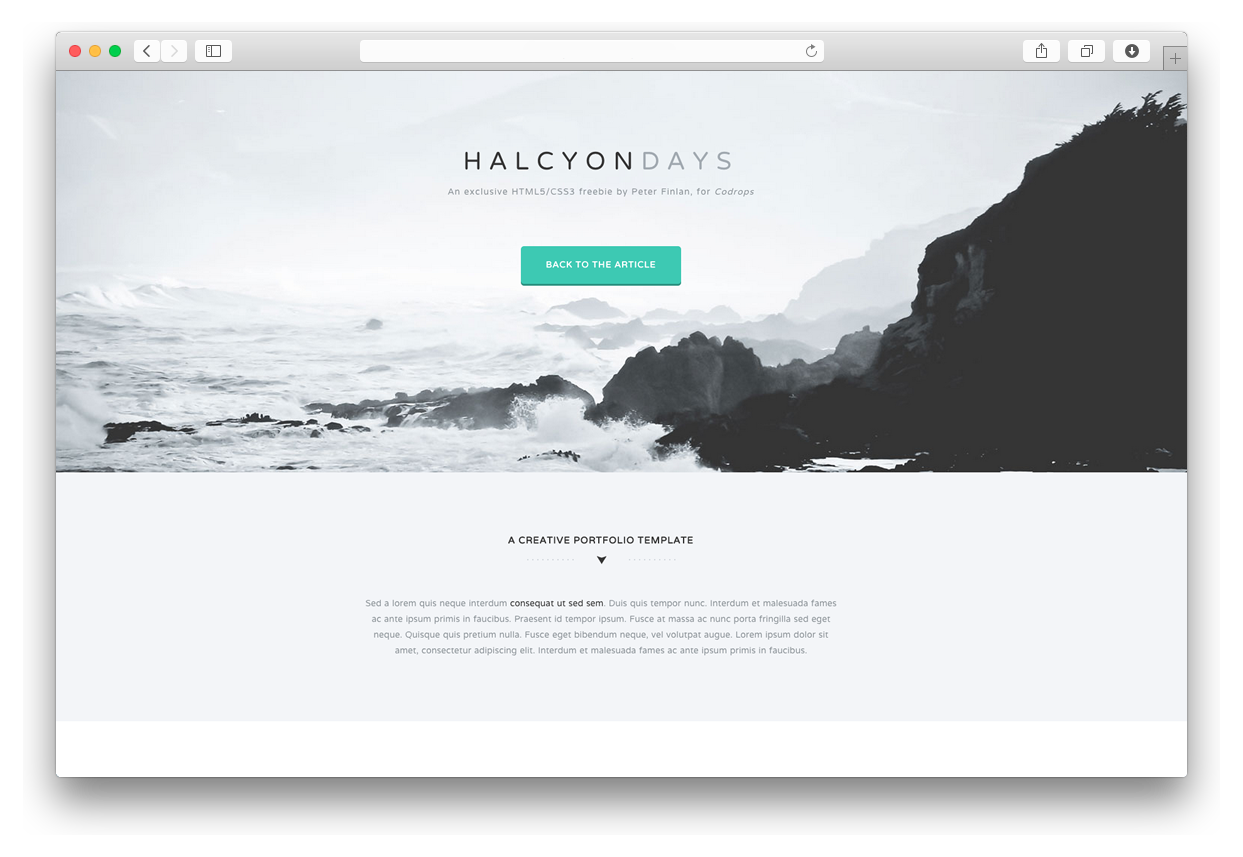 HALCYONDAYS
An exclusive HTML5/CSS3 freebie by Peter Finlan, for Codrops
BACK TO THE ARTICLE
A CREATIVE PORTFOLIO TEMPLATE
Sed a lorem quis neque interdum consequat ut sed sem. Duis quis tempor nunc. Interdum et malesuada fames
ac ante ipsum primis in faucibus. Praesent id tempor ipsum. Fusce at massa ac nunc porta fringilla sed eget
neque. Quisque quis pretium nulla. Fusce eget bibendum neque, vel volutpat augue. Lorem ipsum dolor sit
amet, consectetur adipiscing elit. Interdum et malesuada fames ac ante ipsum primis in faucibus.